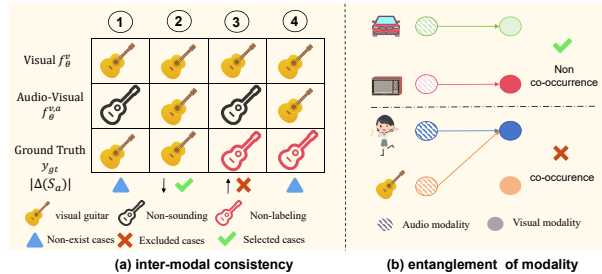 ① ② ③ ④
Visual f_θ^v
Audio-Visual
f_θ^{v,a}
Ground Truth
y_gt
|Δ(S_a)|
visual guitar
Non-sounding
Non-labeling
Non-exist cases
Excluded cases
Selected cases
(a) inter-modal consistency
Non
co-occurrence
co-occurence
Audio modality
Visual modality
(b) entanglement of modality